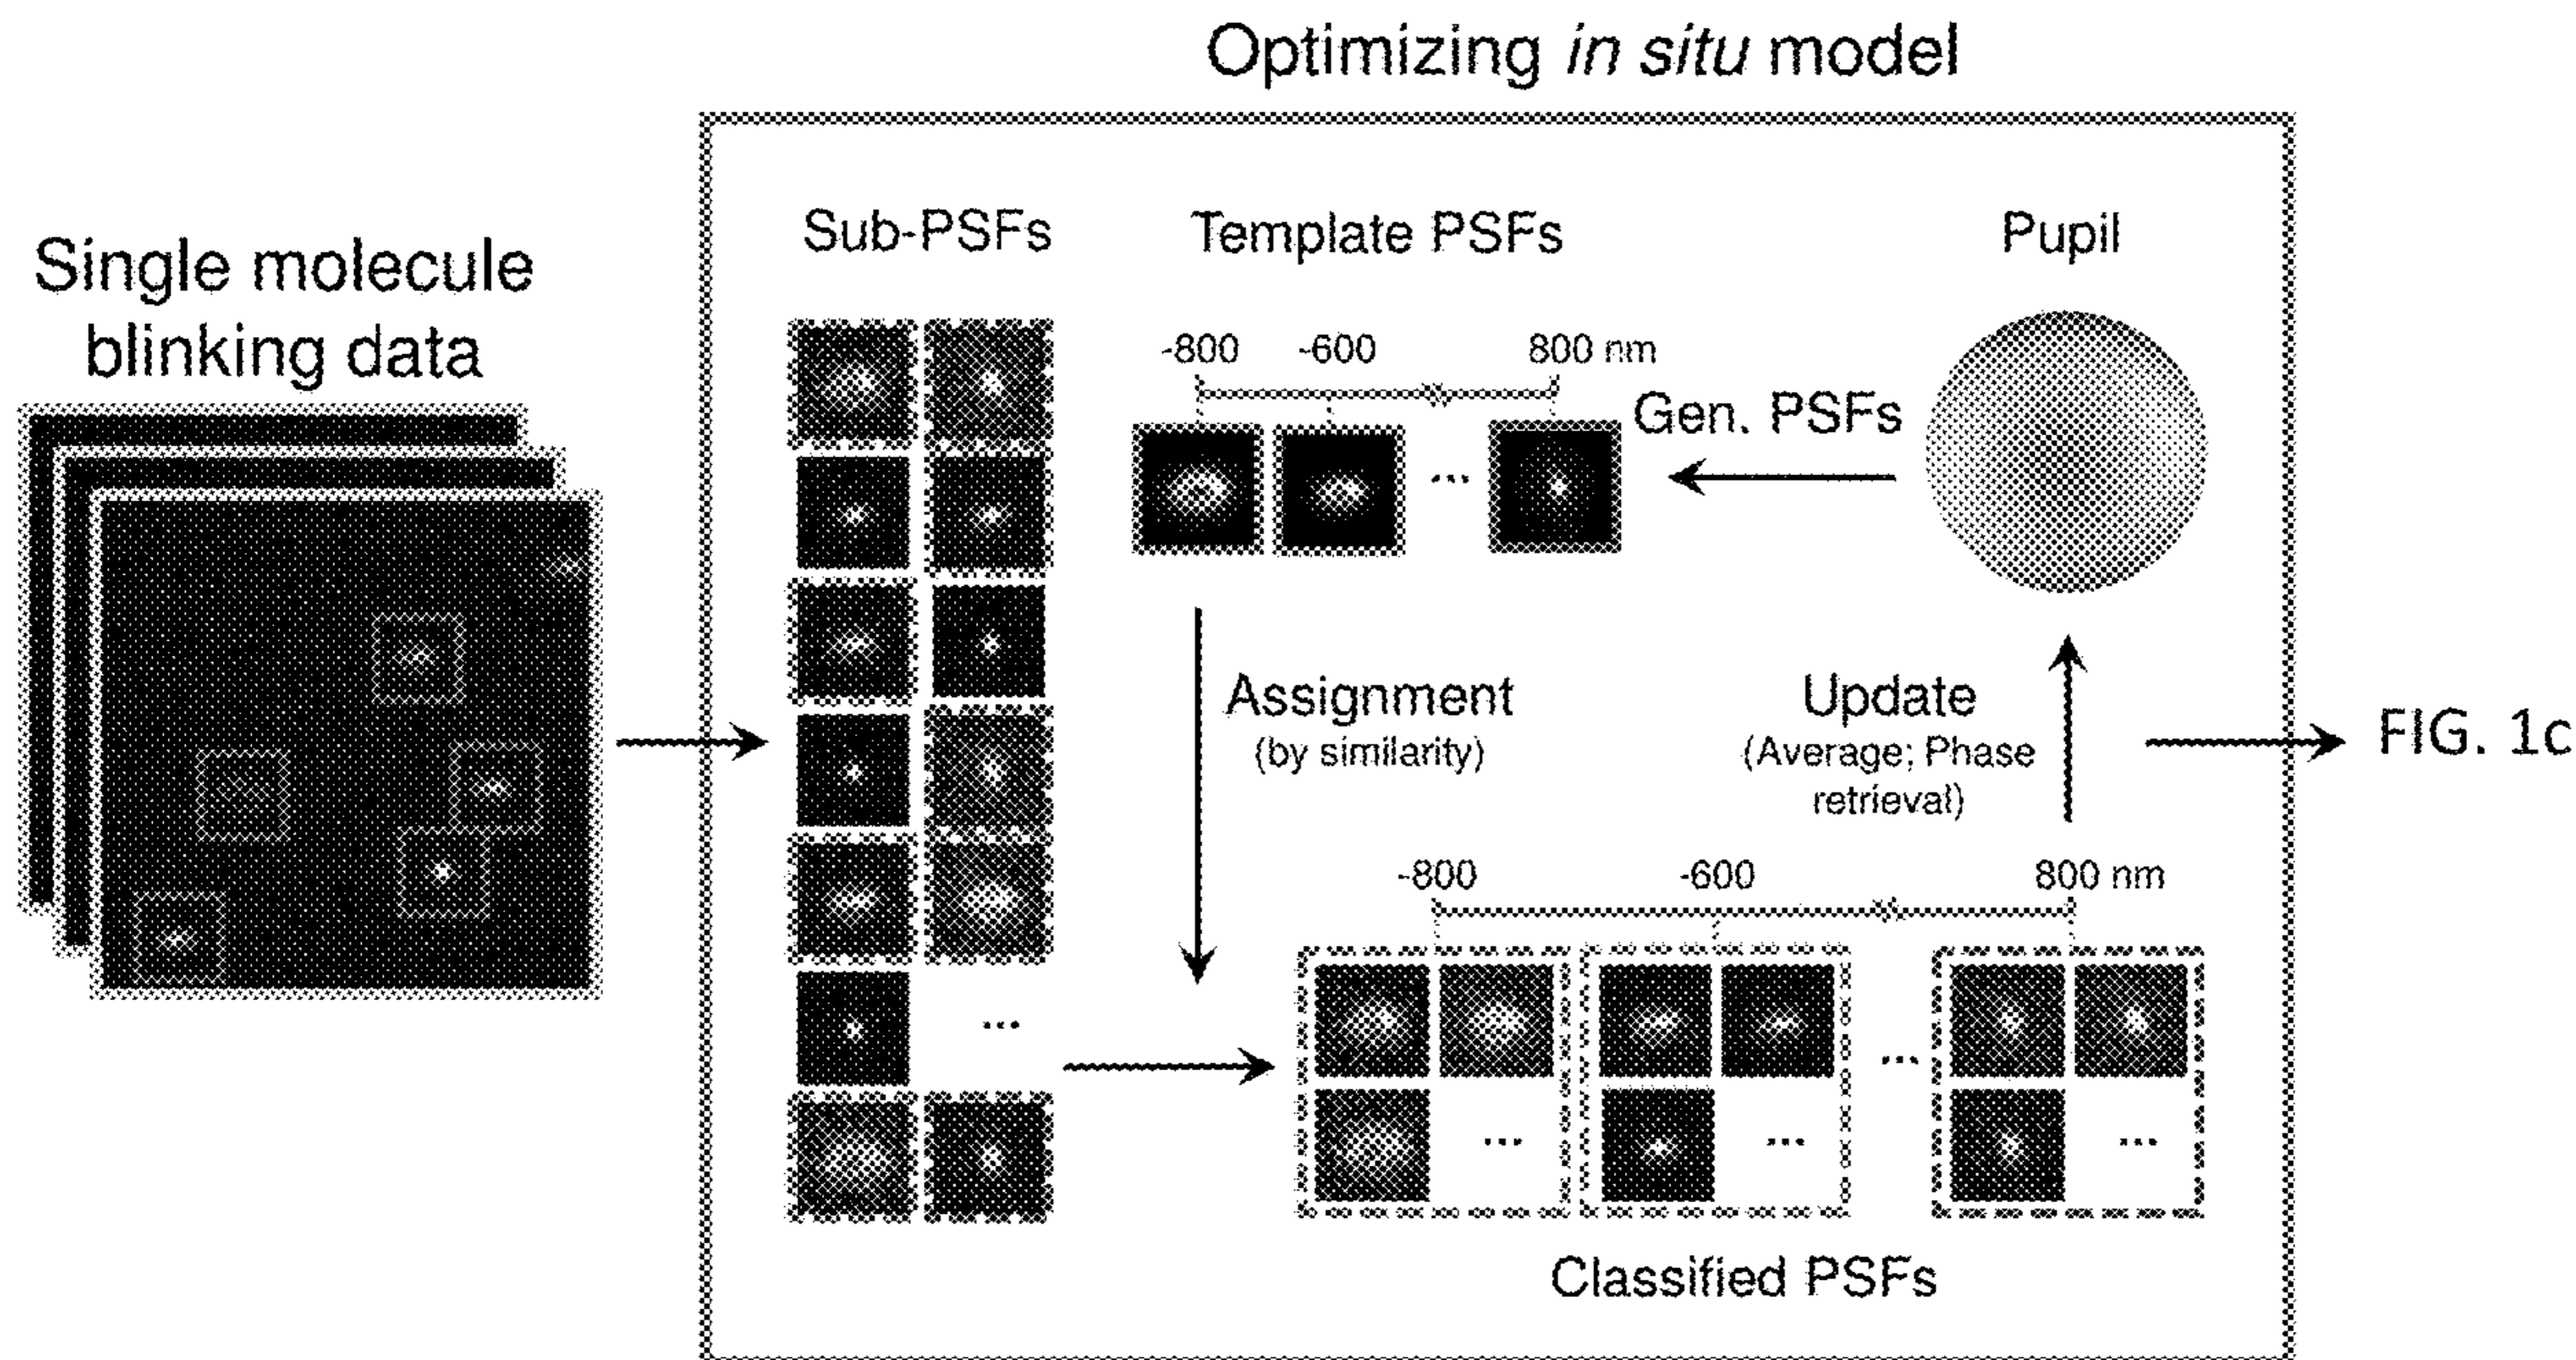 Optimizing in situ model
Single molecule
blinking data
Sub-PSFs
Template PSFs
Pupil
-800 -600 800 nm
...
Gen. PSFs
Assignment
(by similarity)
Update
(Average; Phase
retrieval)
FIG. 1c
-800 -600 800 nm
...
...
... ... ...
Classified PSFs